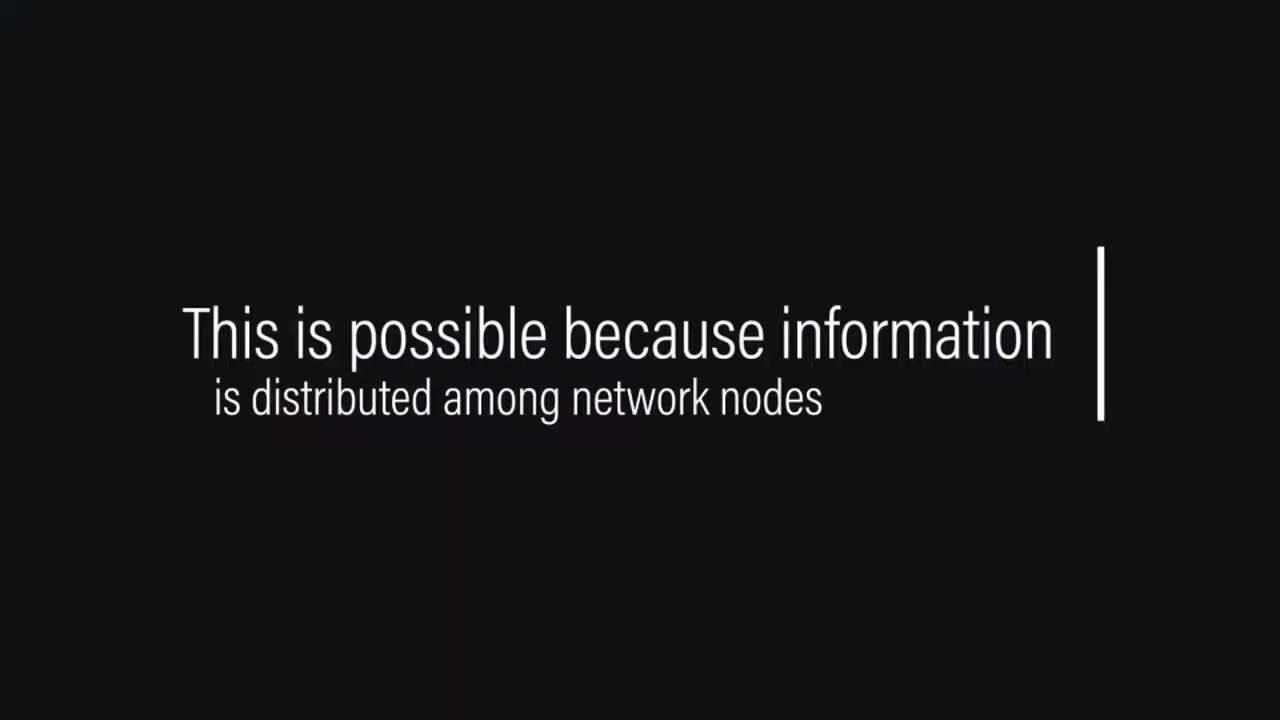 This is possible because information
is distributed among network nodes